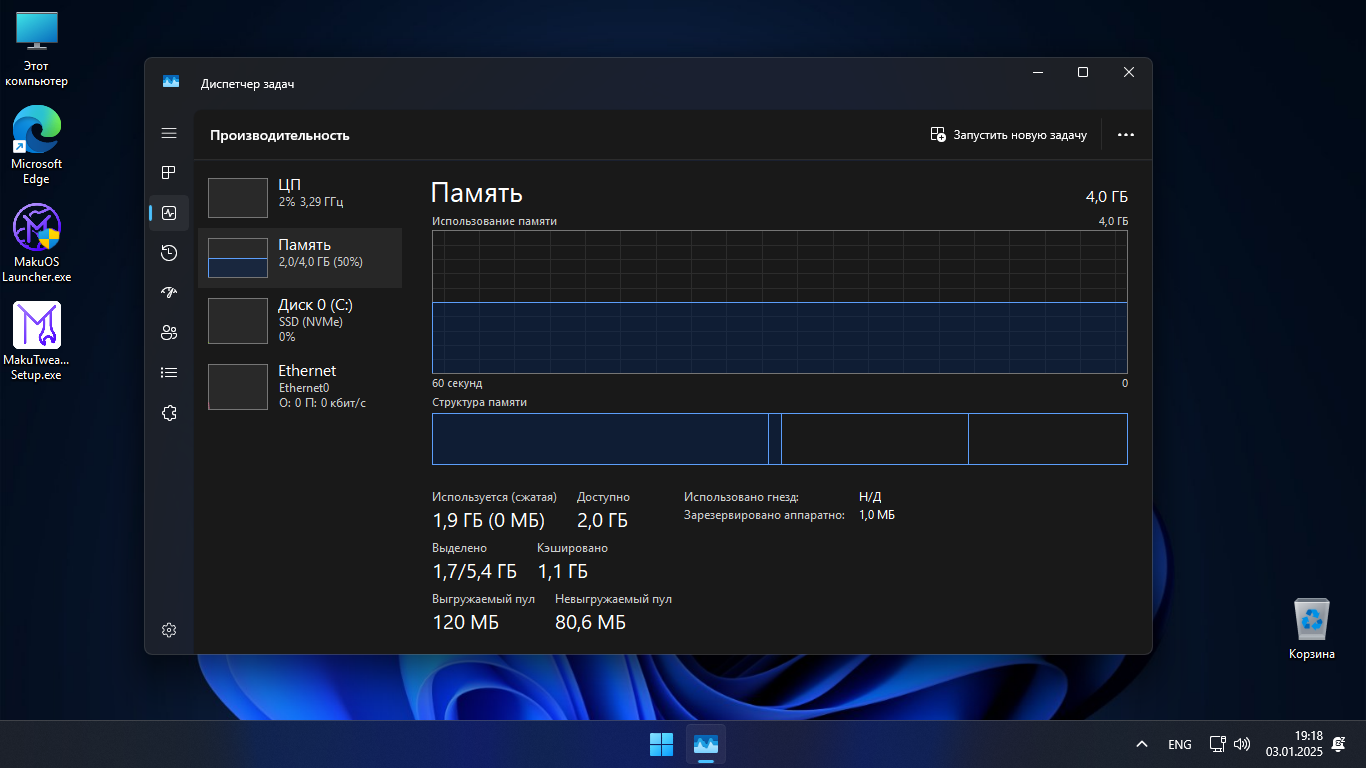 Этот
компьютер
Microsoft
Edge
MakuOS
Launcher.exe
MakuTwea...
Setup.exe
Диспетчер задач
Производительность
Запустить новую задачу
ЦП
2% 3,29 ГГц
Память
2,0/4,0 ГБ (50%)
Диск 0 (C:)
SSD (NVMe)
0%
Ethernet
Ethernet0
О: 0 П: 0 кбит/с
Память
4,0 ГБ
Использование памяти
4,0 ГБ
60 секунд
0
Структура памяти
Используется (сжатая)
Доступно
1,9 ГБ (0 МБ)
2,0 ГБ
Выделено
Кэшировано
1,7/5,4 ГБ
1,1 ГБ
Выгружаемый пул
Невыгружаемый пул
120 МБ
80,6 МБ
Использовано гнезд:
Н/Д
Зарезервировано аппаратно:
1,0 МБ
Корзина
ENG
19:18
03.01.2025